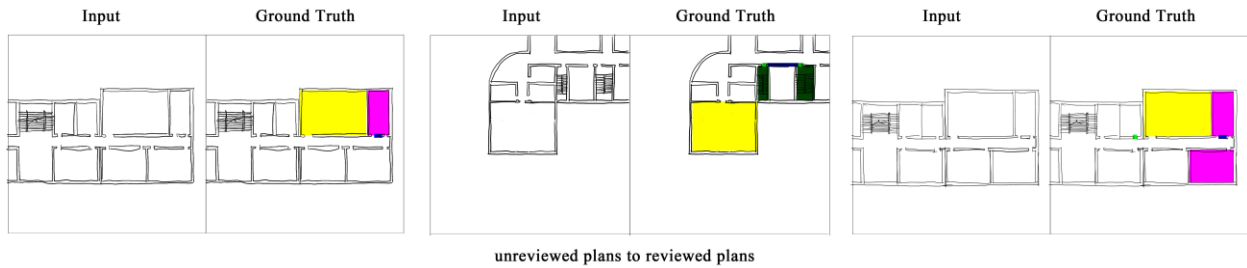 Input Ground Truth Input Ground Truth Input Ground Truth
unreviewed plans to reviewed plans